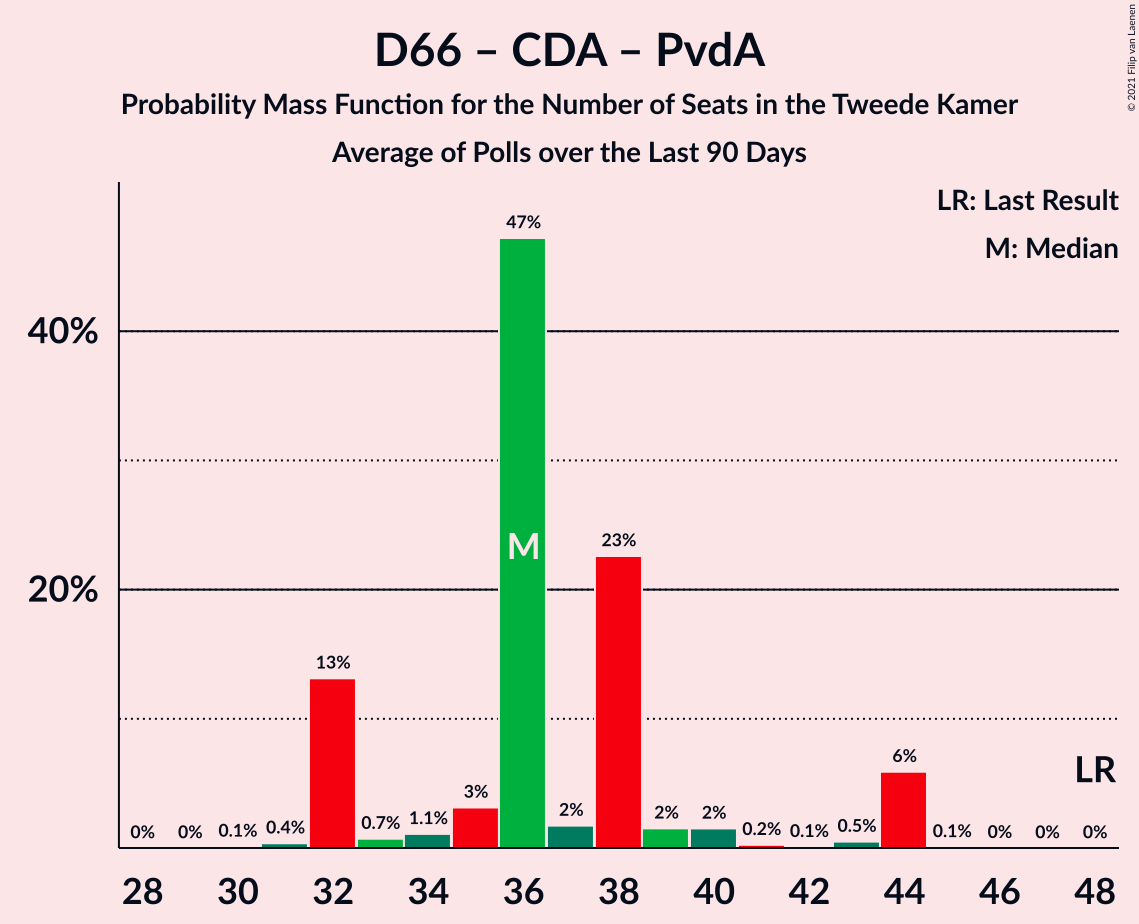 D66 – CDA – PvdA
Probability Mass Function for the Number of Seats in the Tweede Kamer
Average of Polls over the Last 90 Days
© 2021 Filip van Laenen
LR: Last Result
M: Median
40%
20%
0% 0% 0.1% 0.4% 13% 0.7% 1.1% 3% 47% 2% 23% 2% 2% 0.2% 0.1% 0.5% 6% 0.1% 0% 0% 0%
M
LR
28 30 32 34 36 38 40 42 44 46 48